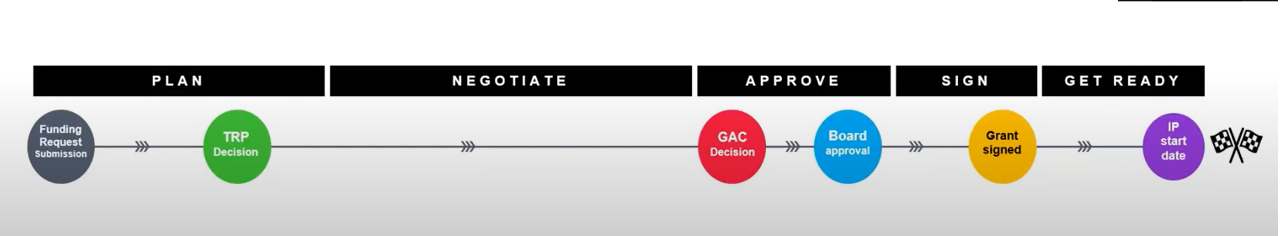 PLAN
NEGOTIATE
APPROVE
SIGN
GET READY
Funding
Request
Submission
TRP
Decision
GAC
Decision
Board
approval
Grant
signed
IP
start
date